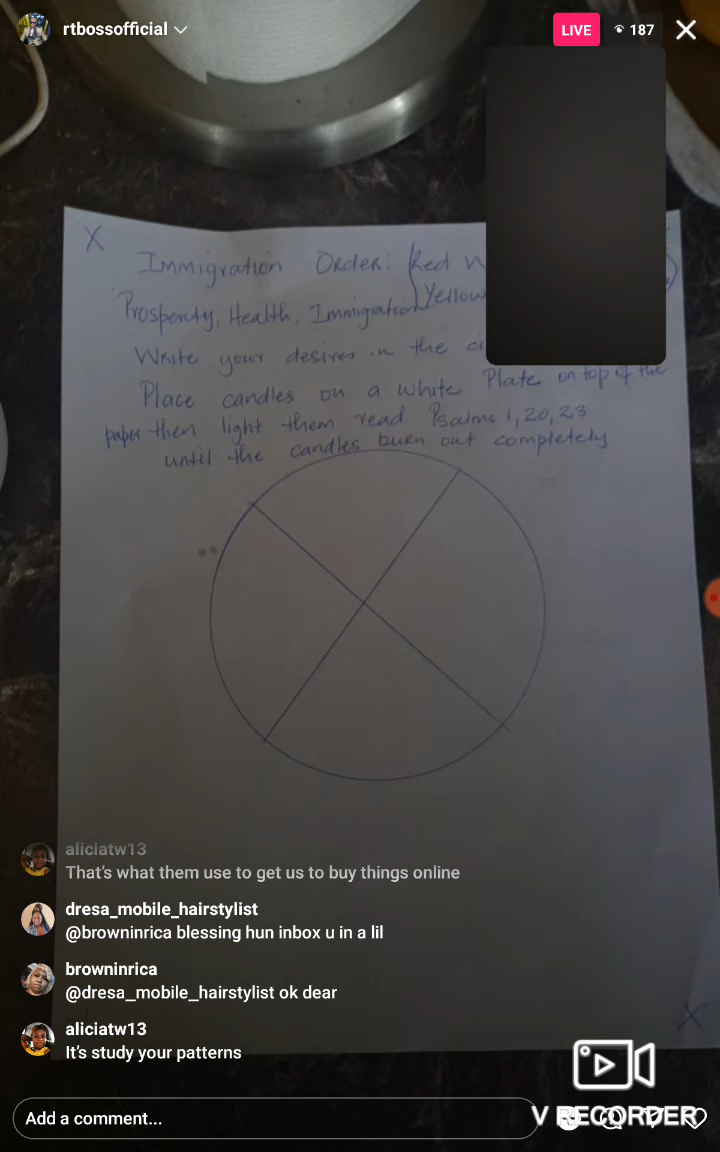 rtbossofficial
LIVE
187
X
Immigration Order: (Red W
Prosperity, Health, Immigration Yellow
Write your desires in the ci
Place candles on a white Plate on top of the
paper then light them read Psalms 1, 20, 23
until the candles burn out completely
aliciatw13
That's what them use to get us to buy things online
dresa_mobile_hairstylist
@browninrica blessing hun inbox u in a lil
browninrica
@dresa_mobile_hairstylist ok dear
aliciatw13
It's study your patterns
X
Add a comment...
V RECORDER